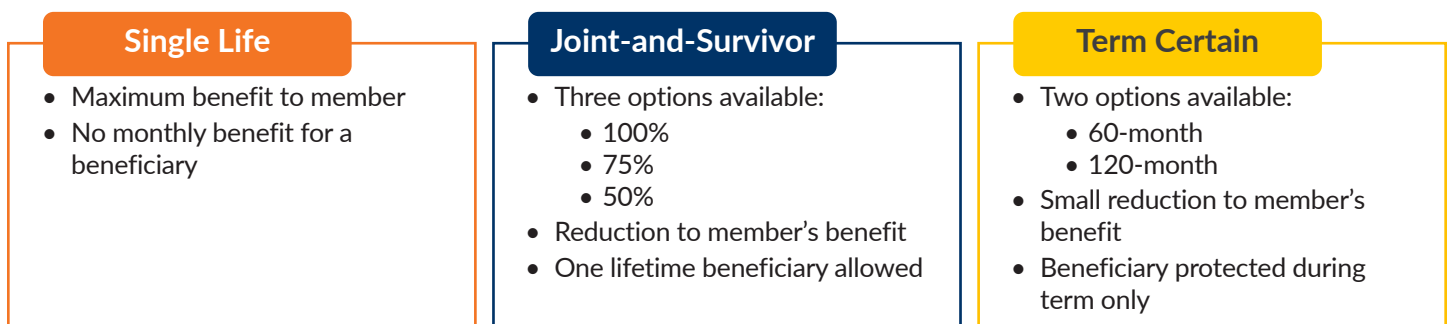 Single Life
• Maximum benefit to member
• No monthly benefit for a
beneficiary
Joint-and-Survivor
• Three options available:
• 100%
• 75%
• 50%
• Reduction to member’s benefit
• One lifetime beneficiary allowed
Term Certain
• Two options available:
• 60-month
• 120-month
• Small reduction to member’s
benefit
• Beneficiary protected during
term only